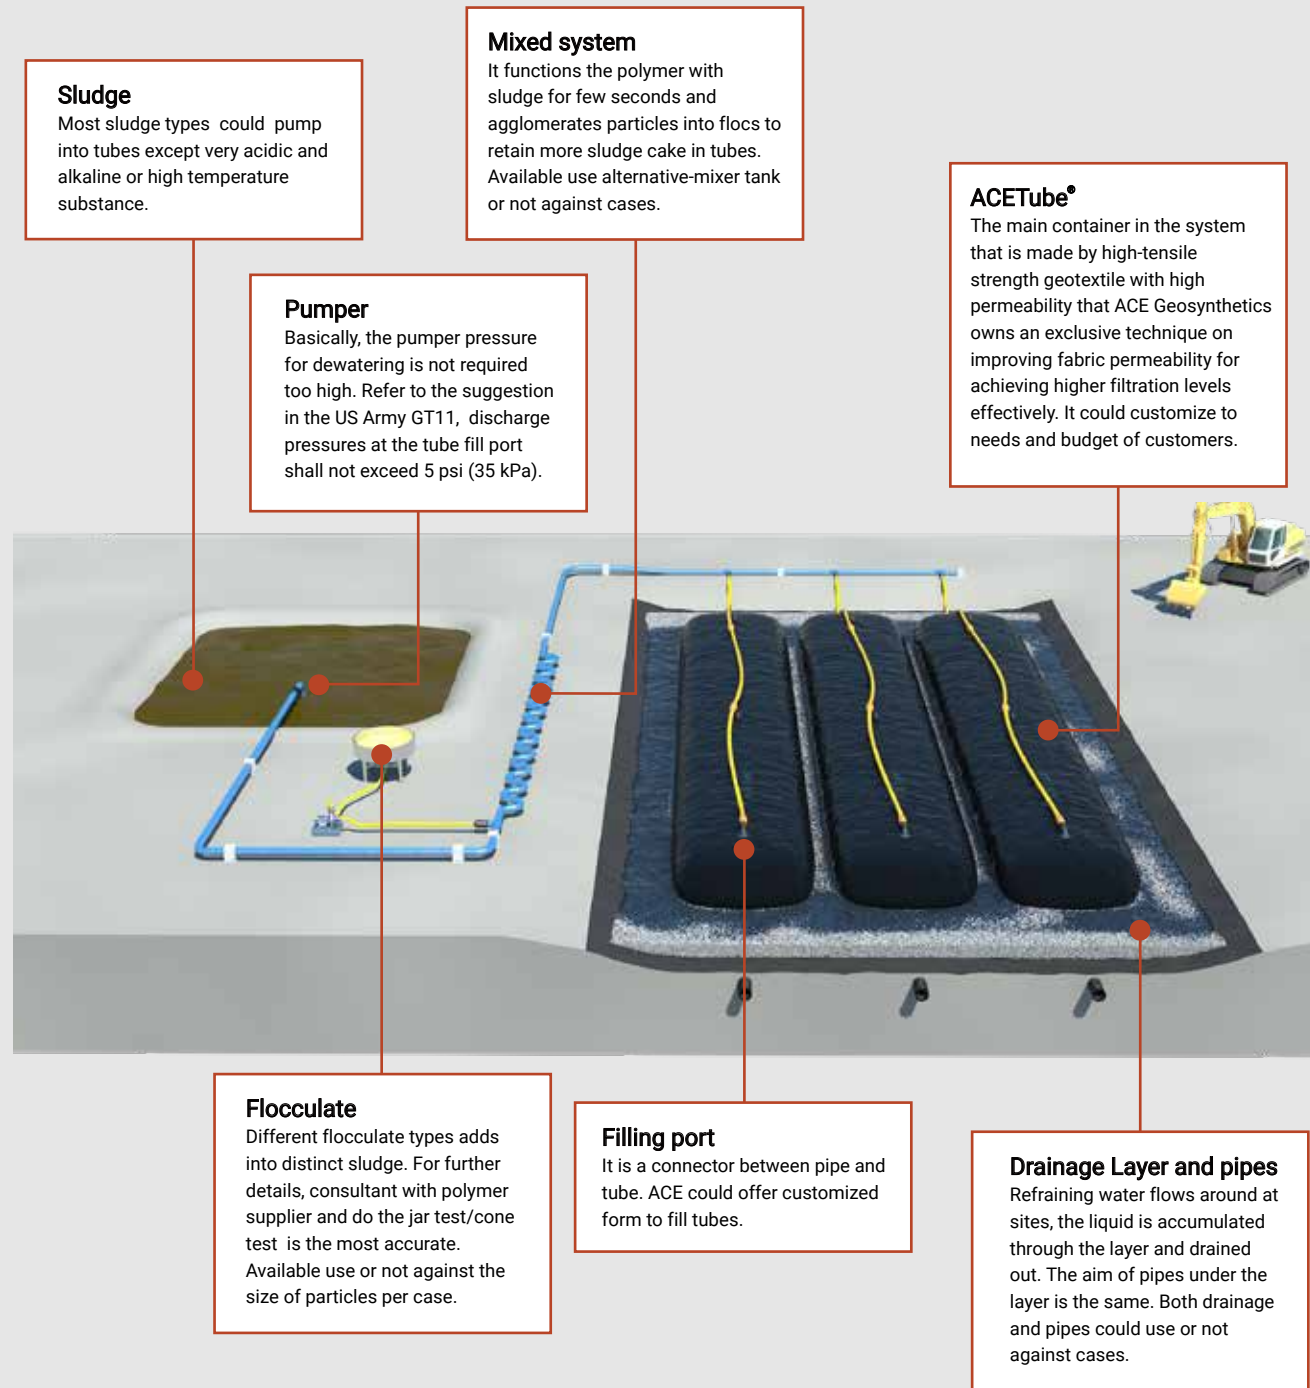 Mixed system
It functions the polymer with
sludge for few seconds and
agglomerates particles into flocs to
retain more sludge cake in tubes.
Available use alternative-mixer tank
or not against cases.
Sludge
Most sludge types could pump
into tubes except very acidic and
alkaline or high temperature
substance.
ACETube®
The main container in the system
that is made by high-tensile
strength geotextile with high
permeability that ACE Geosynthetics
owns an exclusive technique on
improving fabric permeability for
achieving higher filtration levels
effectively. It could customize to
needs and budget of customers.
Pumper
Basically, the pumper pressure
for dewatering is not required
too high. Refer to the suggestion
in the US Army GT11, discharge
pressures at the tube fill port
shall not exceed 5 psi (35 kPa).
Flocculate
Different flocculate types adds
into distinct sludge. For further
details, consultant with polymer
supplier and do the jar test/cone
test is the most accurate.
Available use or not against the
size of particles per case.
Filling port
It is a connector between pipe and
tube. ACE could offer customized
form to fill tubes.
Drainage Layer and pipes
Refraining water flows around at
sites, the liquid is accumulated
through the layer and drained
out. The aim of pipes under the
layer is the same. Both drainage
and pipes could use or not
against cases.